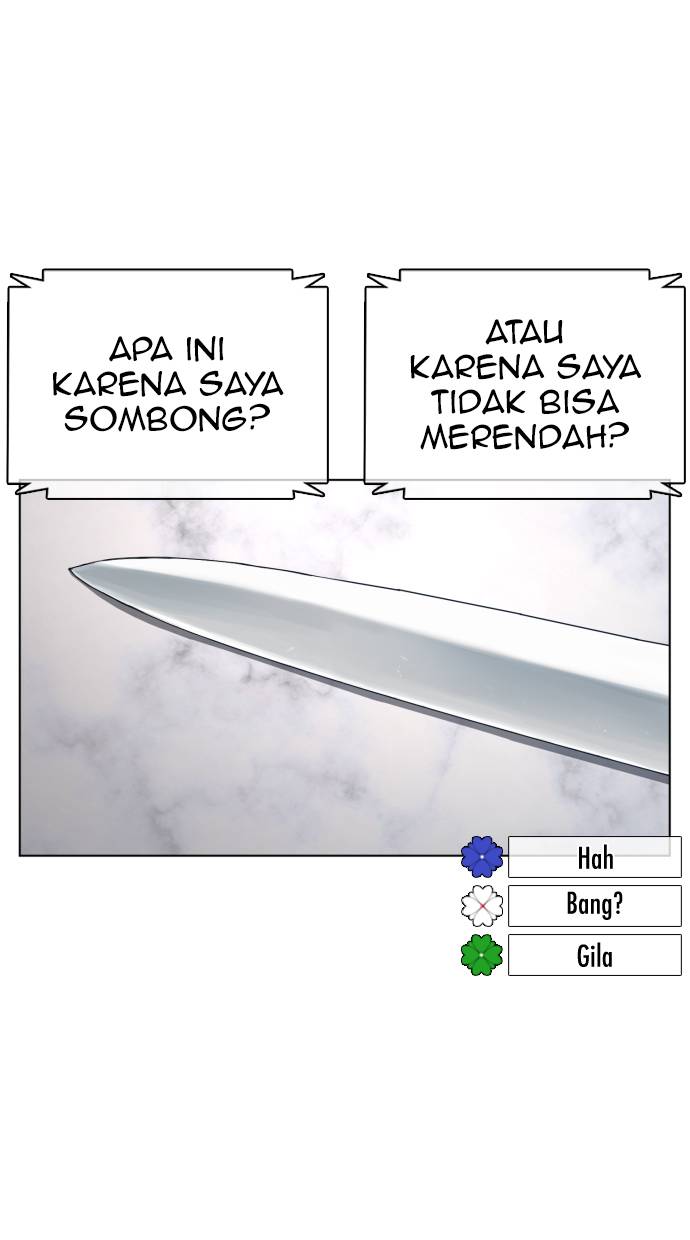 APA INI
KARENA SAYA
SOMBONG?
ATAU
KARENA SAYA
TIDAK BISA
MERENDAH?
Hah
Bang?
Gila